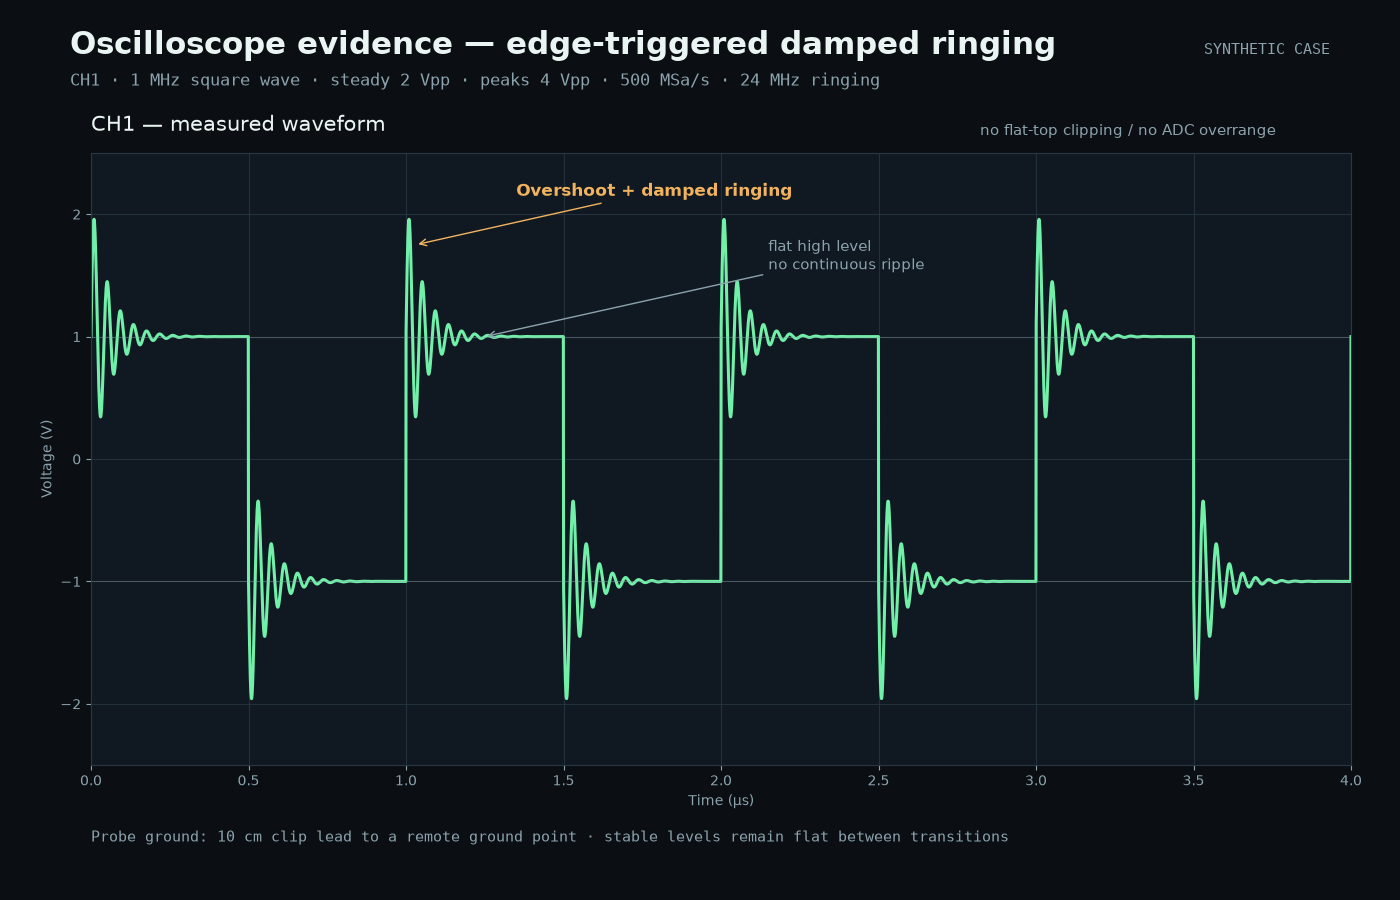 Oscilloscope evidence — edge-triggered damped ringing
SYNTHETIC CASE
CH1 · 1 MHz square wave · steady 2 Vpp · peaks 4 Vpp · 500 MSa/s · 24 MHz ringing
CH1 — measured waveform
no flat-top clipping / no ADC overrange
Overshoot + damped ringing
flat high level
no continuous ripple
Voltage (V)
2
1
0
−1
−2
0.0 0.5 1.0 1.5 2.0 2.5 3.0 3.5 4.0
Time (µs)
Probe ground: 10 cm clip lead to a remote ground point · stable levels remain flat between transitions